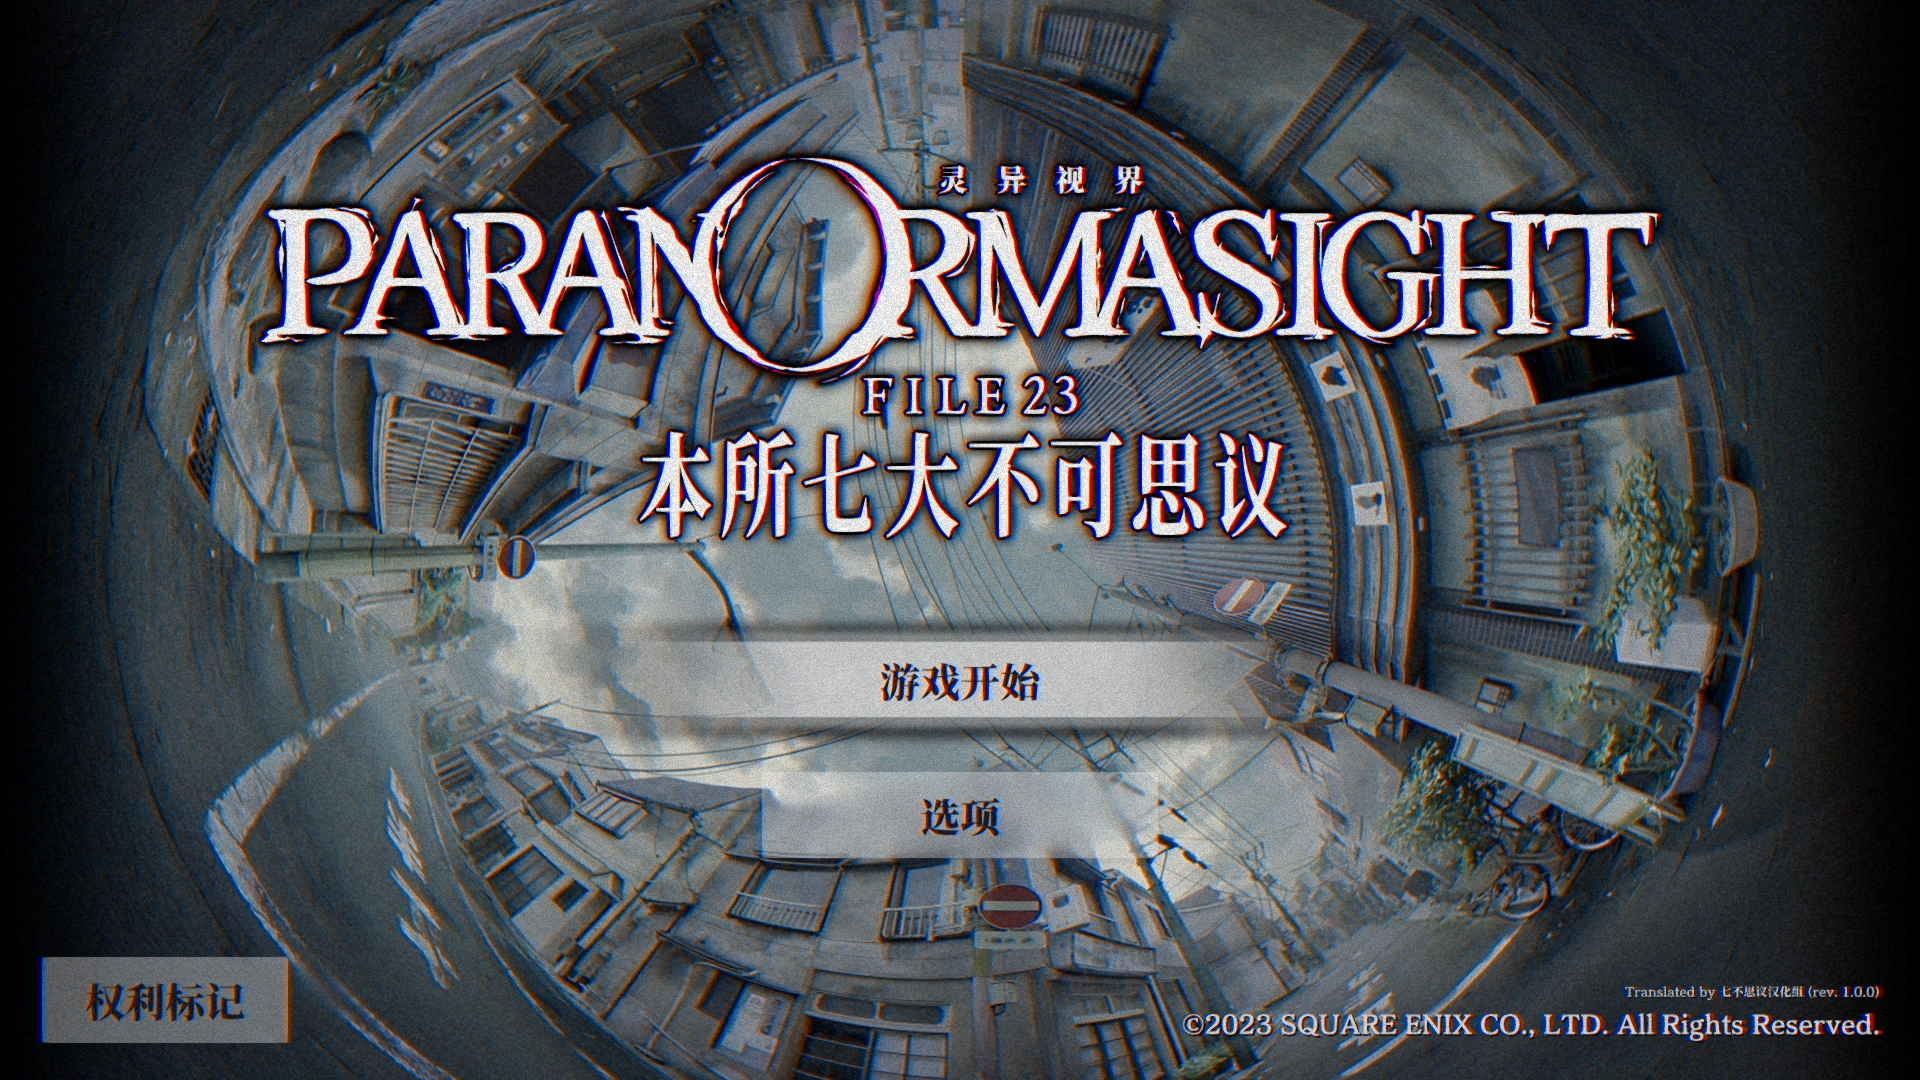 灵异视界
PARANORMASIGHT
FILE 23
本所七大不可思议
游戏开始
选项
权利标记
Translated by 七不思议汉化组 (rev. 1.0.0)
©2023 SQUARE ENIX CO., LTD. All Rights Reserved.